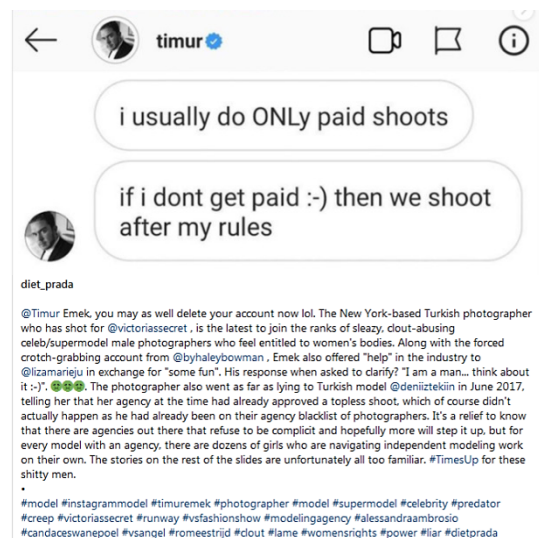 timur
i usually do ONLy paid shoots
if i dont get paid :-) then we shoot
after my rules
diet_prada
@Timur Emek, you may as well delete your account now lol. The New York-based Turkish photographer
who has shot for @victoriassecret , is the latest to join the ranks of sleazy, clout-abusing
celeb/supermodel male photographers who feel entitled to women's bodies. Along with the forced
crotch-grabbing account from @byhaleybowman , Emek also offered "help" in the industry to
@lizamarieju in exchange for "some fun". His response when asked to clarify? "I am a man... think about
it :-)". 🤢🤢🤢. The photographer also went as far as lying to Turkish model @deniiztekiin in June 2017,
telling her that her agency at the time had already approved a topless shoot, which of course didn't
actually happen as he had already been on their agency blacklist of photographers. It's a relief to know
that there are agencies out there that refuse to be complicit and hopefully more will step it up, but for
every model with an agency, there are dozens of girls who are navigating independent modeling work
on their own. The stories on the rest of the slides are unfortunately all too familiar. #TimesUp for these
shitty men.
•
#model #instagrammodel #timuremek #photographer #model #supermodel #celebrity #predator
#creep #victoriassecret #runway #vsfashionshow #modelingagency #alessandraambrosio
#candaceswanepoel #vsangel #romeestrijd #clout #lame #womensrights #power #liar #dietprada